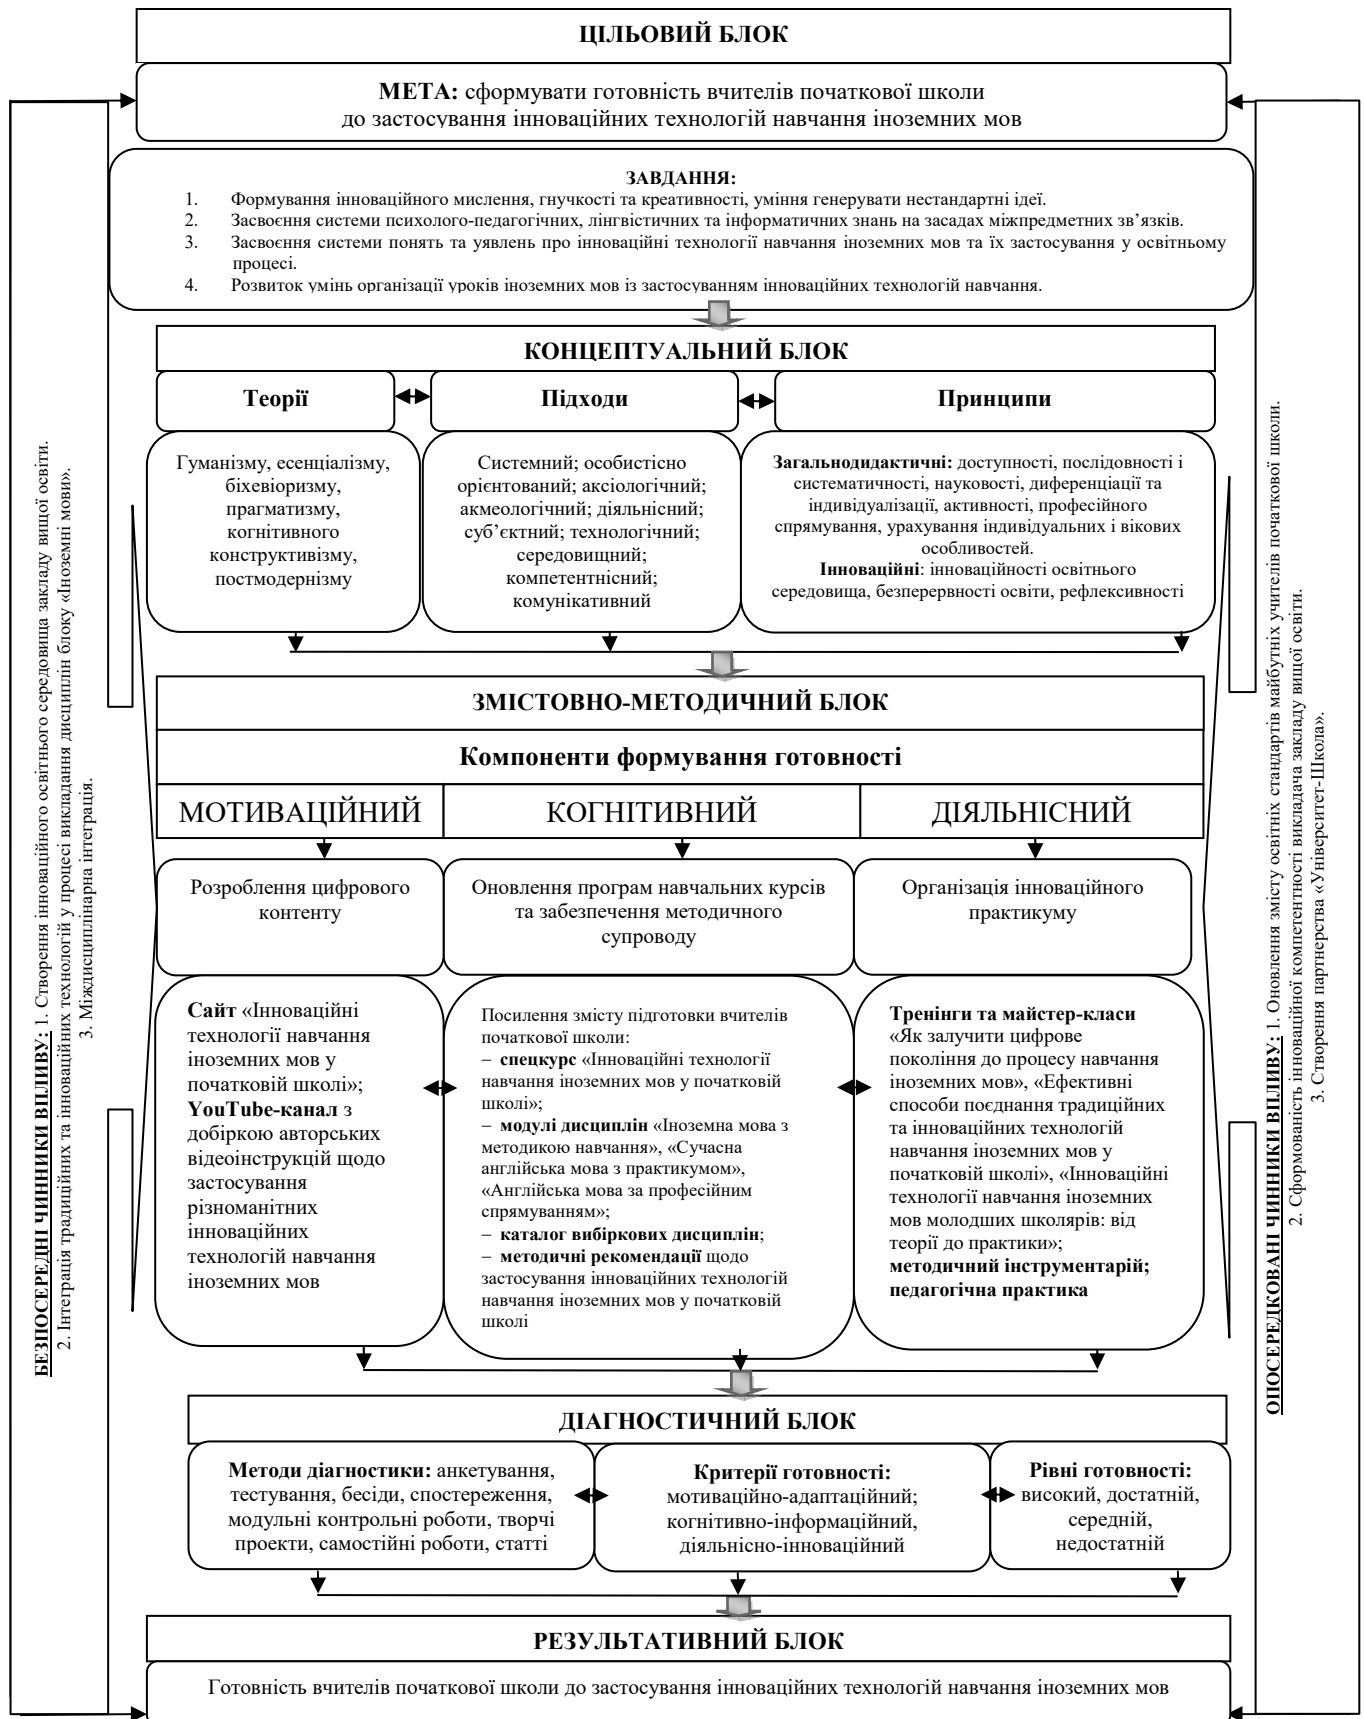 ЦІЛЬОВИЙ БЛОК
МЕТА: сформувати готовність вчителів початкової школи
до застосування інноваційних технологій навчання іноземних мов
ЗАВДАННЯ:
1. Формування інноваційного мислення, гнучкості та креативності, уміння генерувати нестандартні ідеї.
2. Засвоєння системи психолого-педагогічних, лінгвістичних та інформатичних знань на засадах міжпредметних зв’язків.
3. Засвоєння системи понять та уявлень про інноваційні технології навчання іноземних мов та їх застосування у освітньому
процесі.
4. Розвиток умінь організації уроків іноземних мов із застосуванням інноваційних технологій навчання.
КОНЦЕПТУАЛЬНИЙ БЛОК
Теорії
Підходи
Принципи
Гуманізму, есенціалізму,
біхевіоризму,
прагматизму,
когнітивного
конструктивізму,
постмодернізму
Системний; особистісно
орієнтований; аксіологічний;
акмеологічний; діяльнісний;
суб’єктний; технологічний;
середовищний;
компетентнісний;
комунікативний
Загальнодидактичні: доступності, послідовності і
систематичності, науковості, диференціації та
індивідуалізації, активності, професійного
спрямування, урахування індивідуальних і вікових
особливостей.
Інноваційні: інноваційності освітнього
середовища, безперервності освіти, рефлексивності
ЗМІСТОВНО-МЕТОДИЧНИЙ БЛОК
Компоненти формування готовності
МОТИВАЦІЙНИЙ
КОГНІТИВНИЙ
ДІЯЛЬНІСНИЙ
Розроблення цифрового
контенту
Оновлення програм навчальних курсів
та забезпечення методичного
супроводу
Організація інноваційного
практикуму
Сайт «Інноваційні
технології навчання
іноземних мов у
початковій школі»;
YouTube-канал з
добіркою авторських
відеоінструкцій щодо
застосування
різноманітних
інноваційних
технологій навчання
іноземних мов
Посилення змісту підготовки вчителів
початкової школи:
– спецкурс «Інноваційні технології
навчання іноземних мов у початковій
школі»;
– модулі дисциплін «Іноземна мова з
методикою навчання», «Сучасна
англійська мова з практикумом»,
«Англійська мова за професійним
спрямуванням»;
– каталог вибіркових дисциплін;
– методичні рекомендації щодо
застосування інноваційних технологій
навчання іноземних мов у початковій
школі
Тренінги та майстер-класи
«Як залучити цифрове
покоління до процесу навчання
іноземних мов», «Ефективні
способи поєднання традиційних
та інноваційних технологій
навчання іноземних мов у
початковій школі», «Інноваційні
технології навчання іноземних
мов молодших школярів: від
теорії до практики»;
методичний інструментарій;
педагогічна практика
ДІАГНОСТИЧНИЙ БЛОК
Методи діагностики: анкетування,
тестування, бесіди, спостереження,
модульні контрольні роботи, творчі
проекти, самостійні роботи, статті
Критерії готовності:
мотиваційно-адаптаційний;
когнітивно-інформаційний,
діяльнісно-інноваційний
Рівні готовності:
високий, достатній,
середній,
недостатній
РЕЗУЛЬТАТИВНИЙ БЛОК
Готовність вчителів початкової школи до застосування інноваційних технологій навчання іноземних мов
БЕЗПОСЕРЕДНІ ЧИННИКИ ВПЛИВУ: 1. Створення інноваційного освітнього середовища закладу вищої освіти.
2. Інтеграція традиційних та інноваційних технологій у процесі викладання дисциплін блоку «Іноземні мови».
3. Міждисциплінарна інтеграція.
ОПОСЕРЕДКОВАНІ ЧИННИКИ ВПЛИВУ: 1. Оновлення змісту освітніх стандартів майбутніх учителів початкової школи.
2. Сформованість інноваційної компетентності викладача закладу вищої освіти.
3. Створення партнерства «Університет-Школа».